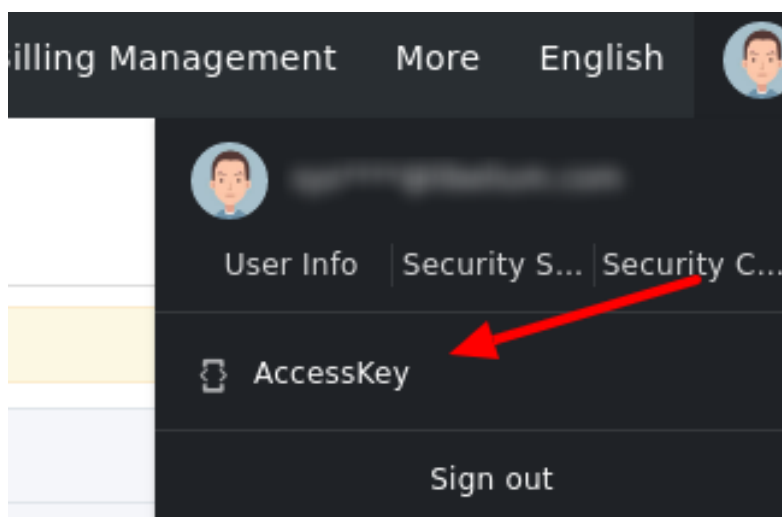 illing Management More English
User Info Security S... Security C...
AccessKey
Sign out